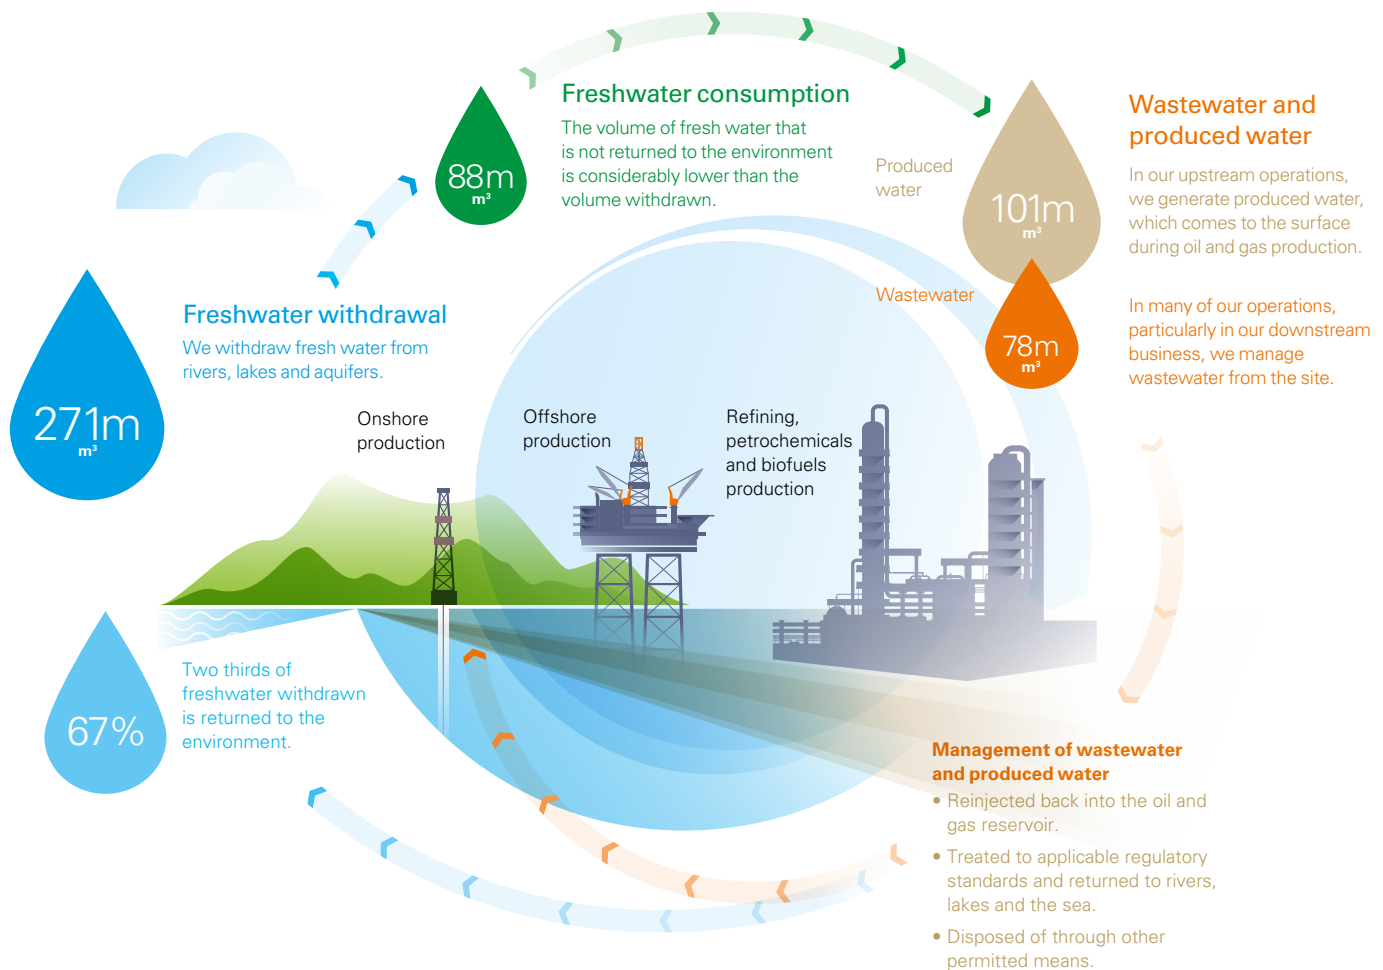 Freshwater consumption
The volume of fresh water that
is not returned to the environment
is considerably lower than the
volume withdrawn.
88m
m³
Produced
water
101m
m³
Wastewater and
produced water
In our upstream operations,
we generate produced water,
which comes to the surface
during oil and gas production.
Wastewater
78m
m³
In many of our operations,
particularly in our downstream
business, we manage
wastewater from the site.
271m
m³
Freshwater withdrawal
We withdraw fresh water from
rivers, lakes and aquifers.
Onshore
production
Offshore
production
Refining,
petrochemicals
and biofuels
production
67%
Two thirds of
freshwater withdrawn
is returned to the
environment.
Management of wastewater
and produced water
• Reinjected back into the oil and
gas reservoir.
• Treated to applicable regulatory
standards and returned to rivers,
lakes and the sea.
• Disposed of through other
permitted means.